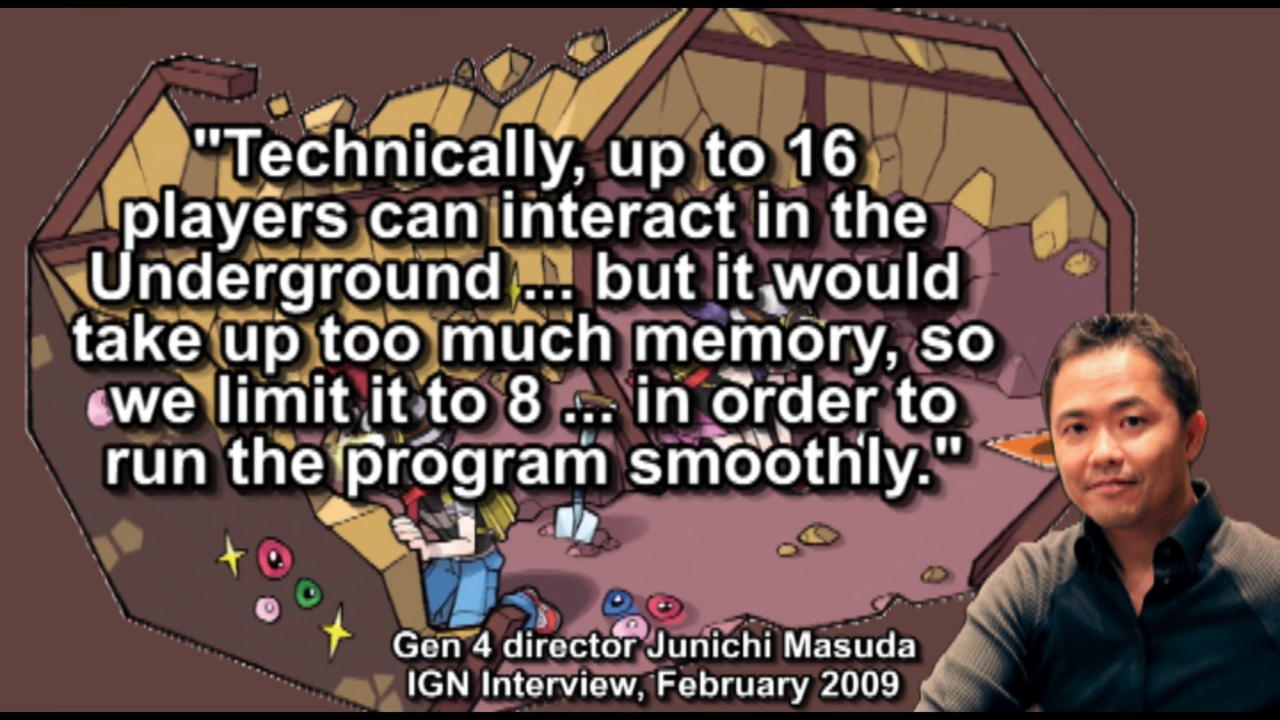 "Technically, up to 16
players can interact in the
Underground ... but it would
take up too much memory, so
we limit it to 8 ... in order to
run the program smoothly."
Gen 4 director Junichi Masuda
IGN Interview, February 2009